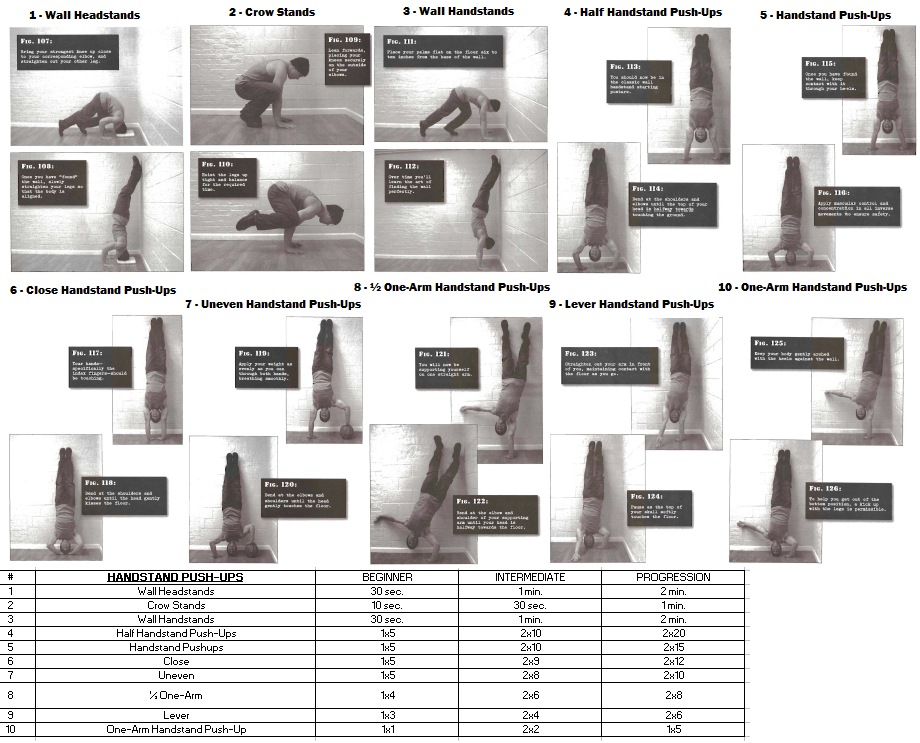 1 - Wall Headstands
2 - Crow Stands
3 - Wall Handstands
4 - Half Handstand Push-Ups
5 - Handstand Push-Ups
FIG. 107:
Bring your strongest knee up close
to your corresponding elbow, and
straighten out your other leg.
FIG. 108:
Once you have "found"
the wall, slowly
straighten your legs so
that the body is
aligned.
FIG. 109:
Lean forwards,
placing your
knees securely
on the outside
of your
elbows.
FIG. 110:
Hoist the legs up
tight and balance
for the required
time.
FIG. 111:
Place your palms flat on the floor six to
ten inches from the base of the wall.
FIG. 112:
Over time you'll
learn the art of
finding the wall
perfectly.
FIG. 113:
You should now be in
the classic wall
handstand starting
posture.
FIG. 114:
Bend at the shoulders and
elbows until the top of your
head is halfway towards
touching the ground.
FIG. 115:
Once you have found
the wall, keep
contact with it
through your heels.
FIG. 116:
Apply muscular control and
concentration in all inverse
movements to ensure safety.
6 - Close Handstand Push-Ups
7 - Uneven Handstand Push-Ups
8 - ½ One-Arm Handstand Push-Ups
9 - Lever Handstand Push-Ups
10 - One-Arm Handstand Push-Ups
FIG. 117:
Your hands—
specifically the
index fingers—should
be touching.
FIG. 118:
Bend at the shoulders and
elbows until the head gently
kisses the floor.
FIG. 119:
Apply your weight as
evenly as you can
through both hands,
breathing smoothly.
FIG. 120:
Bend at the elbows and
shoulders until the head
gently touches the floor.
FIG. 121:
You will now be
supporting yourself
on one straight arm.
FIG. 122:
Bend at the elbow and
shoulder of your supporting
arm until your head is
halfway towards the floor.
FIG. 123:
Straighten out your arm in front
of you, maintaining contact with
the floor as you go.
FIG. 124:
Pause as the top of
your skull softly
touches the floor.
FIG. 125:
Keep your body gently arched
with the heels against the wall.
FIG. 126:
To help you get out of the
bottom position, a kick up
with the legs is permissible.
# HANDSTAND PUSH-UPS BEGINNER INTERMEDIATE PROGRESSION
1 Wall Headstands 30 sec. 1 min. 2 min.
2 Crow Stands 10 sec. 30 sec. 1 min.
3 Wall Handstands 30 sec. 1 min. 2 min.
4 Half Handstand Push-Ups 1x5 2x10 2x20
5 Handstand Pushups 1x5 2x10 2x15
6 Close 1x5 2x9 2x12
7 Uneven 1x5 2x8 2x10
8 ½ One-Arm 1x4 2x6 2x8
9 Lever 1x3 2x4 2x6
10 One-Arm Handstand Push-Up 1x1 2x2 1x5